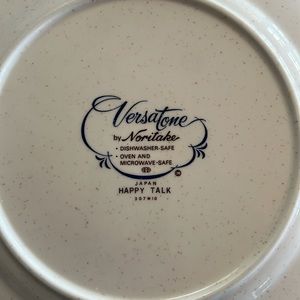 Versatone
by Noritake
• DISHWASHER-SAFE
• OVEN AND
MICROWAVE-SAFE
JAPAN
HAPPY TALK